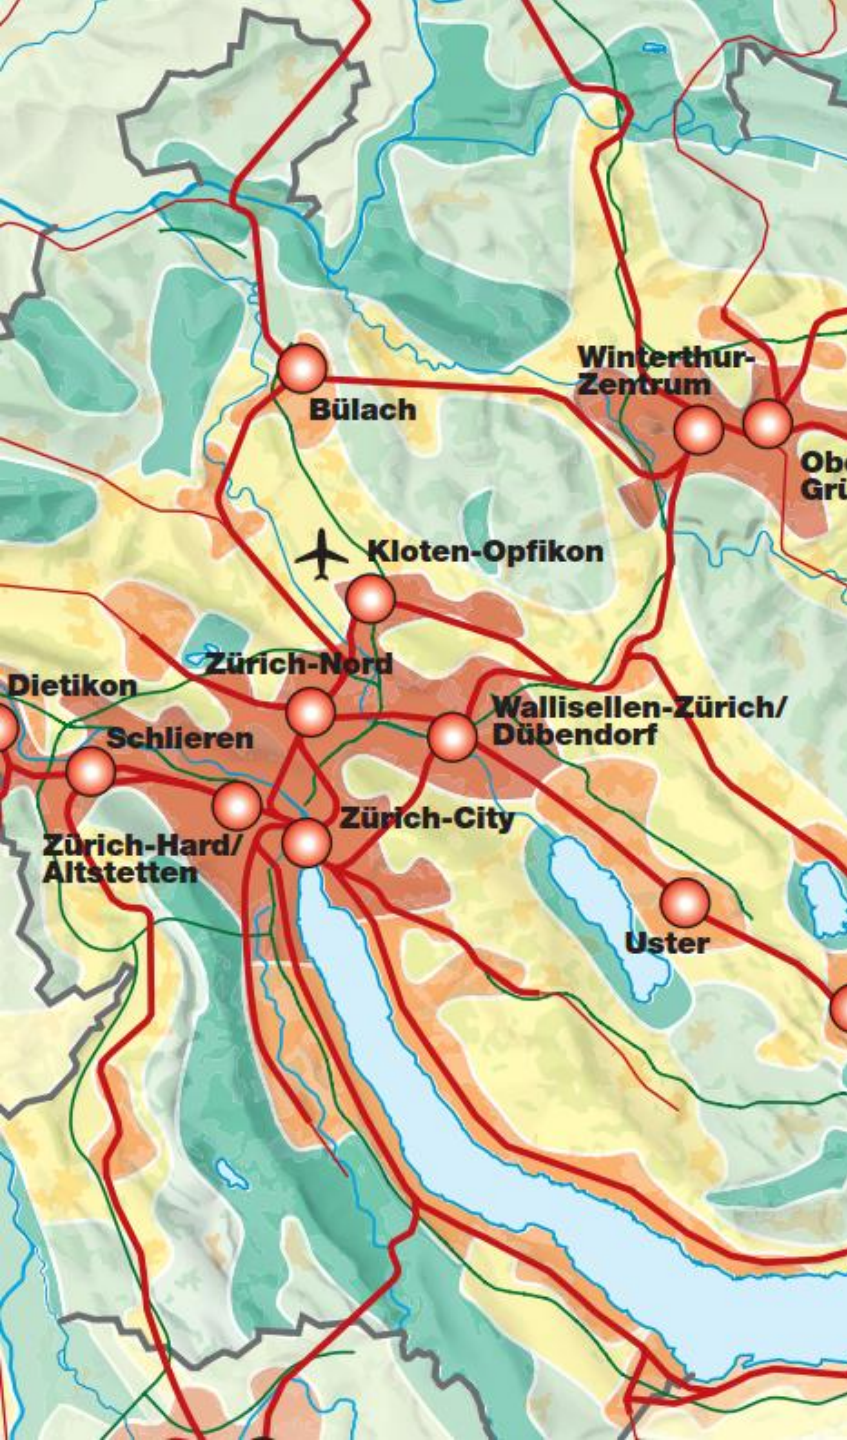 Winterthur-
Zentrum
Bülach
Kloten-Opfikon
Zürich-Nord
Dietikon
Wallisellen-Zürich/
Dübendorf
Schlieren
Zürich-City
Zürich-Hard/
Altstetten
Uster